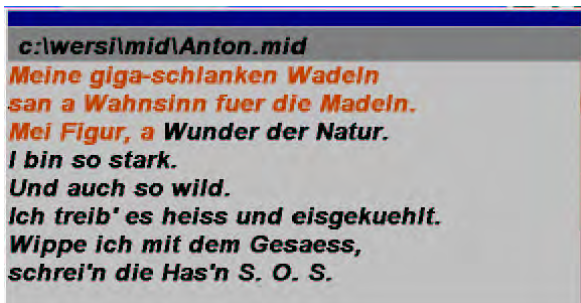 c:\wersi\mid\Anton.mid
Meine giga-schlanken Wadeln
san a Wahnsinn fuer die Madeln.
Mei Figur, a Wunder der Natur.
I bin so stark.
Und auch so wild.
Ich treib' es heiss und eisgekuehlt.
Wippe ich mit dem Gesaess,
schrei'n die Has'n S. O. S.